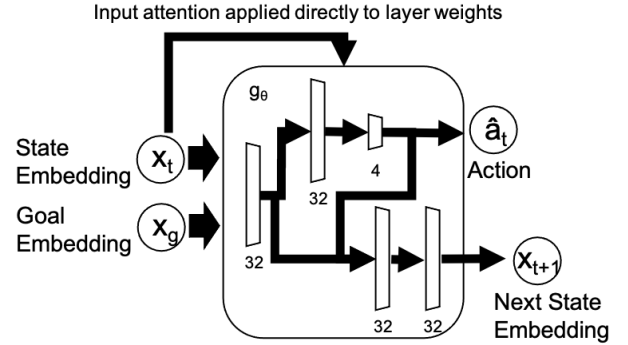 Input attention applied directly to layer weights
gθ
State
Embedding
xt
Goal
Embedding
xg
32
32
4
ât
Action
32
32
xt+1
Next State
Embedding